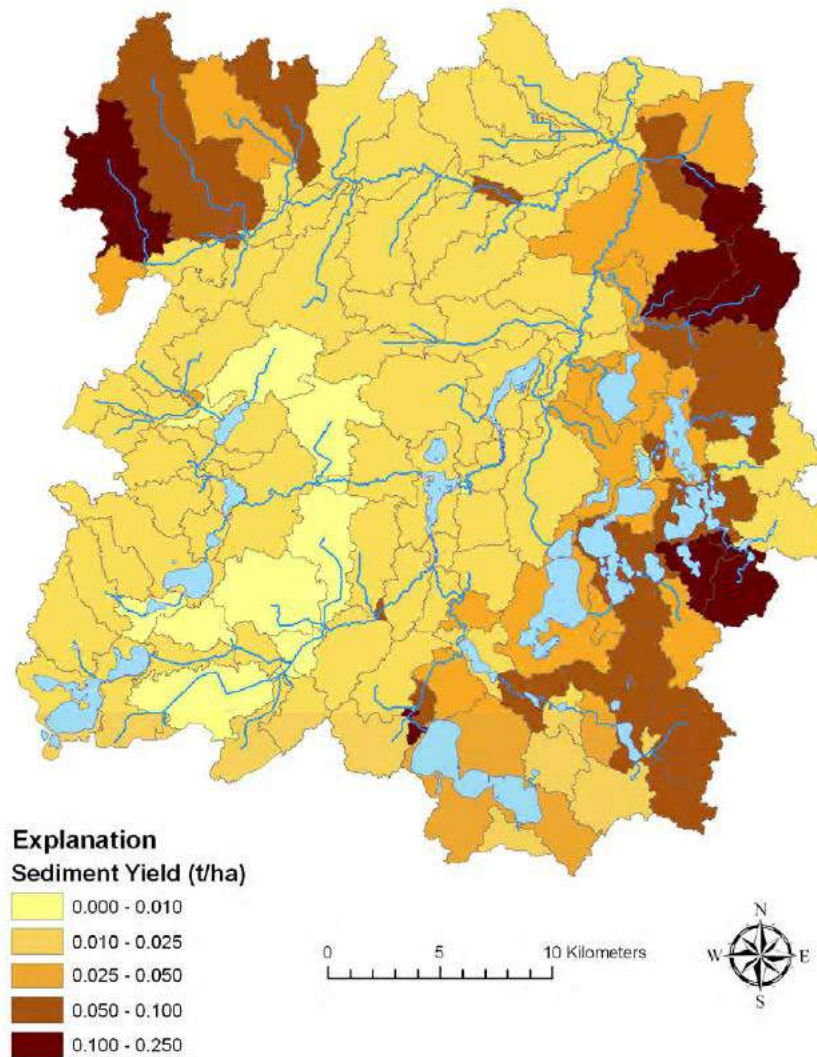 Explanation
Sediment Yield (t/ha)
0.000 - 0.010
0.010 - 0.025
0.025 - 0.050
0.050 - 0.100
0.100 - 0.250
0 5 10 Kilometers
N
W E
S